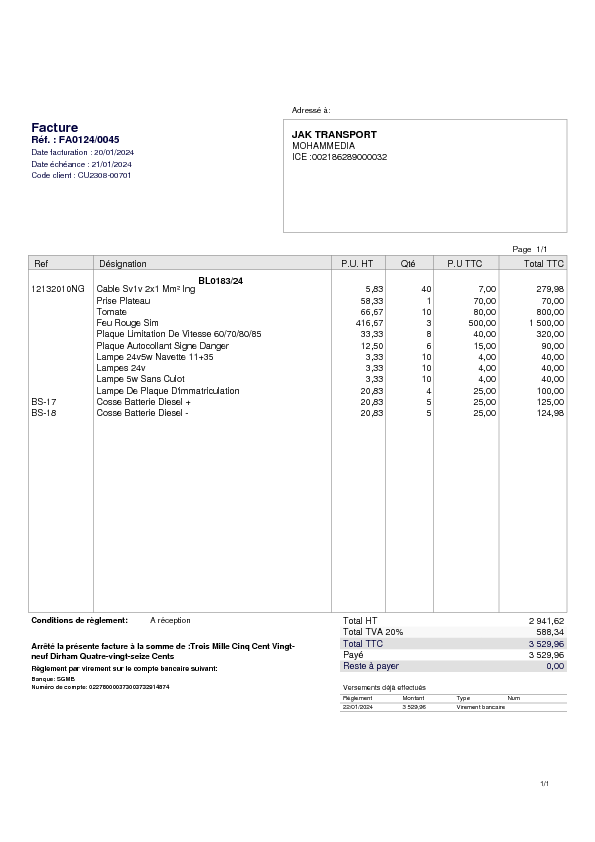 Adressé à:
Facture
Réf. : FA0124/0045
Date facturation : 20/01/2024
Date échéance : 21/01/2024
Code client : CU2308-00701
JAK TRANSPORT
MOHAMMEDIA
ICE :002186289000032
Page 1/1
Ref Désignation P.U. HT Qté P.U TTC Total TTC
BL0183/24
12132010NG Cable Sv1v 2x1 Mm² Ing 5,83 40 7,00 279,98
Prise Plateau 58,33 1 70,00 70,00
Tomate 66,67 10 80,00 800,00
Feu Rouge Sim 416,67 3 500,00 1 500,00
Plaque Limitation De Vitesse 60/70/80/85 33,33 8 40,00 320,00
Plaque Autocollant Signe Danger 12,50 6 15,00 90,00
Lampe 24v5w Navette 11+35 3,33 10 4,00 40,00
Lampes 24v 3,33 10 4,00 40,00
Lampe 5w Sans Culot 3,33 10 4,00 40,00
Lampe De Plaque D'immatriculation 20,83 4 25,00 100,00
BS-17 Cosse Batterie Diesel + 20,83 5 25,00 125,00
BS-18 Cosse Batterie Diesel - 20,83 5 25,00 124,98
Conditions de règlement: A réception
Total HT 2 941,62
Total TVA 20% 588,34
Total TTC 3 529,96
Payé 3 529,96
Reste à payer 0,00
Arrêté la présente facture à la somme de :Trois Mille Cinq Cent Vingt-
neuf Dirham Quatre-vingt-seize Cents
Règlement par virement sur le compte bancaire suivant:
Banque: SGMB
Numéro de compte: 022780000373003732914874
Versements déjà effectués
Règlement Montant Type Num
22/01/2024 3 529,96 Virement bancaire
1/1